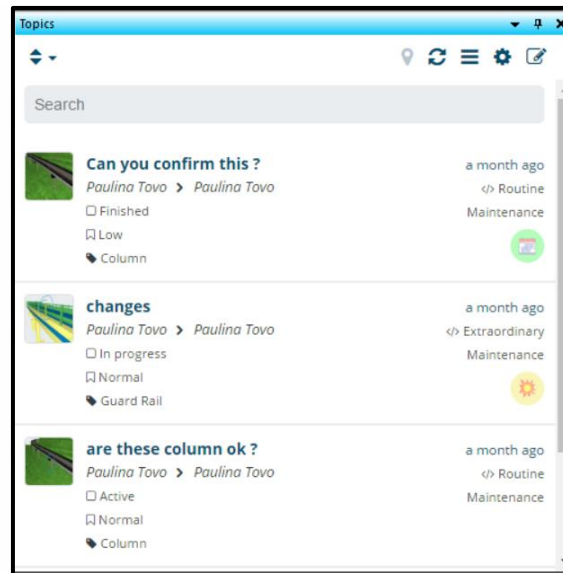 Topics
Search
Can you confirm this ?
a month ago
Paulina Tovo > Paulina Tovo
</> Routine
Finished
Maintenance
Low
Column
changes
a month ago
Paulina Tovo > Paulina Tovo
</> Extraordinary
In progress
Maintenance
Normal
Guard Rail
are these column ok ?
a month ago
Paulina Tovo > Paulina Tovo
</> Routine
Active
Maintenance
Normal
Column